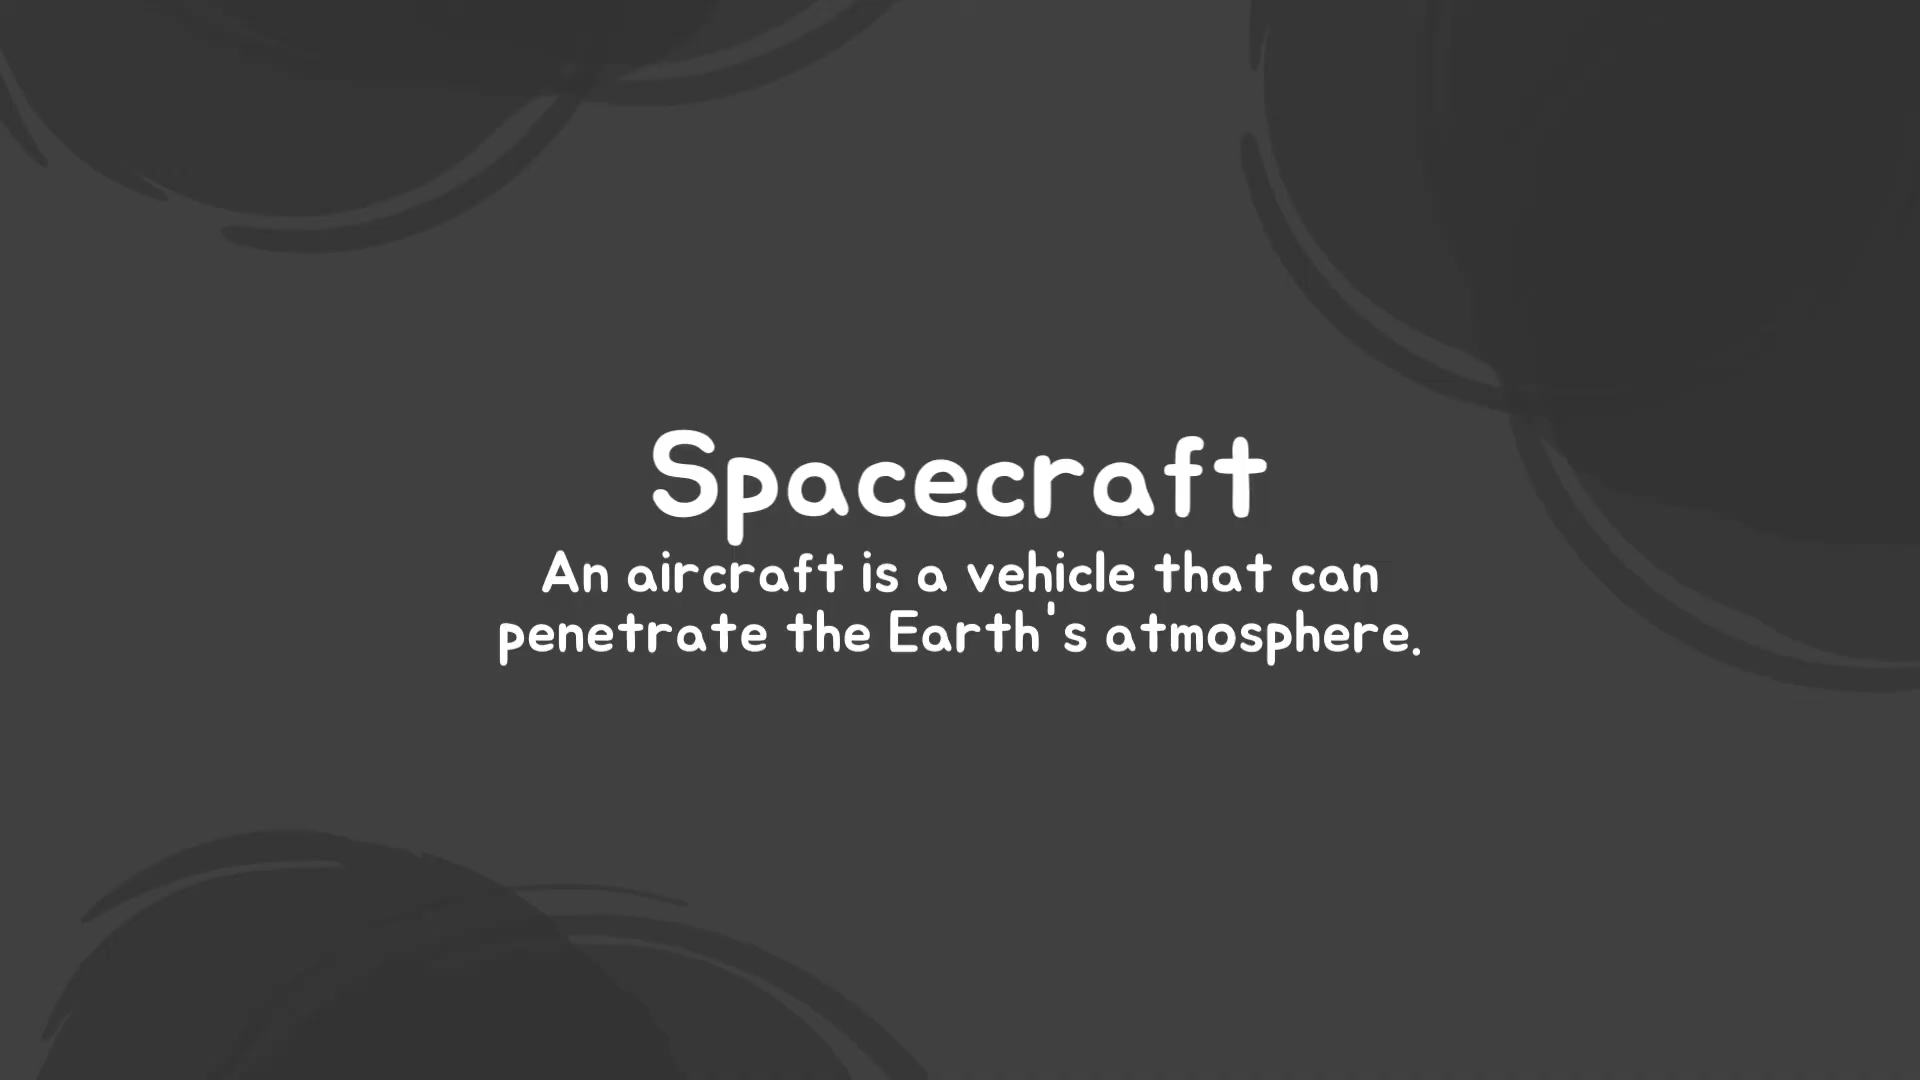 Spacecraft
An aircraft is a vehicle that can
penetrate the Earth's atmosphere.